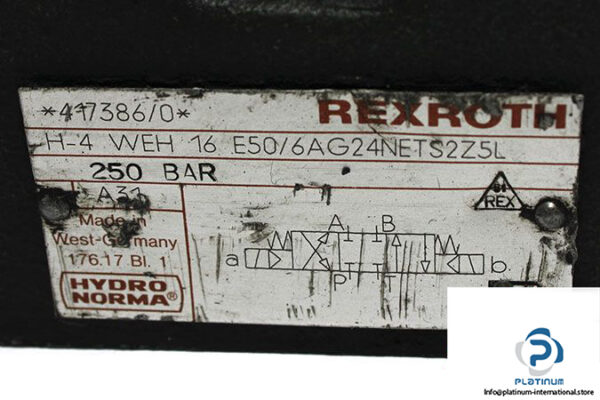 *417386/0*
REXROTH
H-4 WEH 16 E50/6AG24NETS2Z5L
250 BAR
A31
Made in
West-Germany
176.17 Bl. 1
HYDRO
NORMA®
61
REX
A B
a
b
P
PLATINUM
Info@platinum-international.store